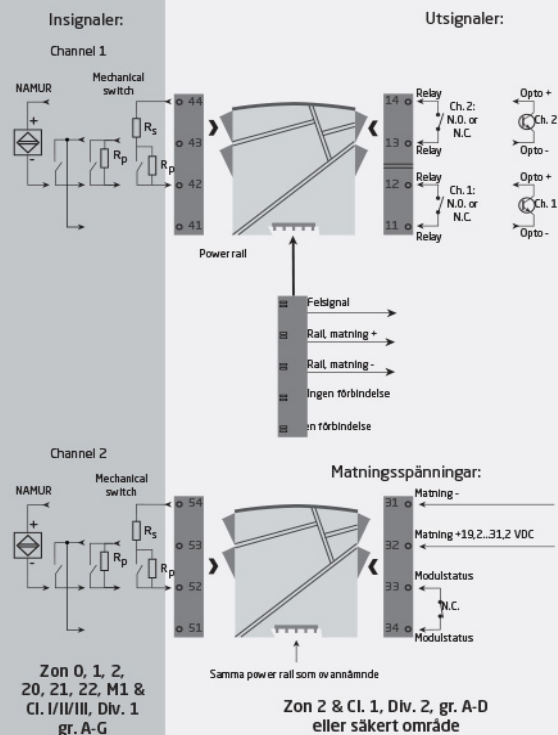 Insignaler:
Utsignaler:
Channel 1
NAMUR
Mechanical
switch
+
-
Rs
Rp
Rp
44
43
42
41
Power rail
14
13
12
11
Relay
Ch. 2:
N.O. or
N.C.
Relay
Relay
Ch. 1:
N.O. or
N.C.
Relay
Opto +
Ch. 2
Opto -
Opto +
Ch. 1
Opto -
Felsignal
Rail, matning +
Rail, matning -
Ingen förbindelse
en förbindelse
Channel 2
Matningsspänningar:
NAMUR
Mechanical
switch
+
-
Rs
Rp
Rp
54
53
52
51
31
32
33
34
Matning -
Matning +19,2...31,2 VDC
Modulstatus
N.C.
Modulstatus
Samma power rail som ovannämnde
Zon 0, 1, 2,
20, 21, 22, M1 &
Cl. I/II/III, Div. 1
gr. A-G
Zon 2 & Cl. 1, Div. 2, gr. A-D
eller säkert område